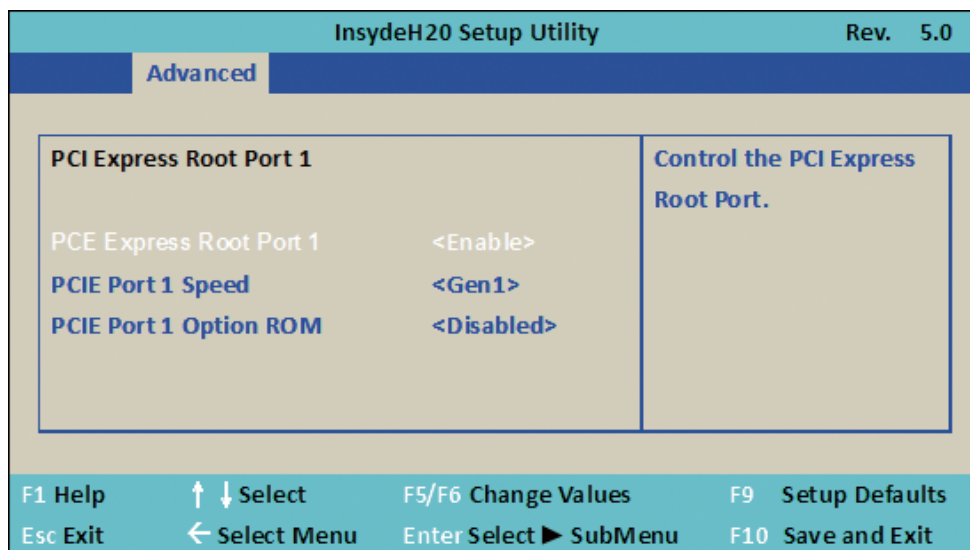 InsydeH20 Setup Utility Rev. 5.0
Advanced
PCI Express Root Port 1
Control the PCI Express
Root Port.
PCE Express Root Port 1 <Enable>
PCIE Port 1 Speed <Gen1>
PCIE Port 1 Option ROM <Disabled>
F1 Help ↑ ↓ Select F5/F6 Change Values F9 Setup Defaults
Esc Exit ← Select Menu Enter Select ► SubMenu F10 Save and Exit